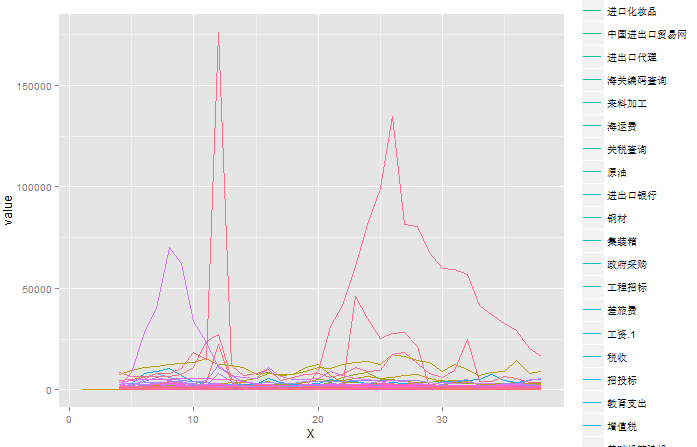 value
150000
100000
50000
0
0
10
20
30
X
进口化妆品
中国进出口贸易网
进出口代理
海关编码查询
来料加工
海运费
关税查询
原油
进出口银行
钢材
集装箱
政府采购
工程招标
差旅费
工资.1
税收
招投标
教育支出
增值税